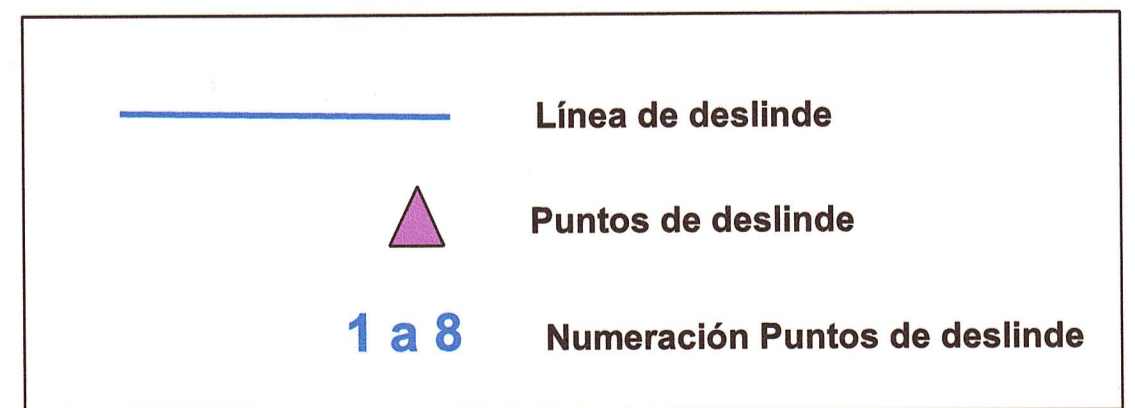 Línea de deslinde
Puntos de deslinde
1 a 8 Numeración Puntos de deslinde